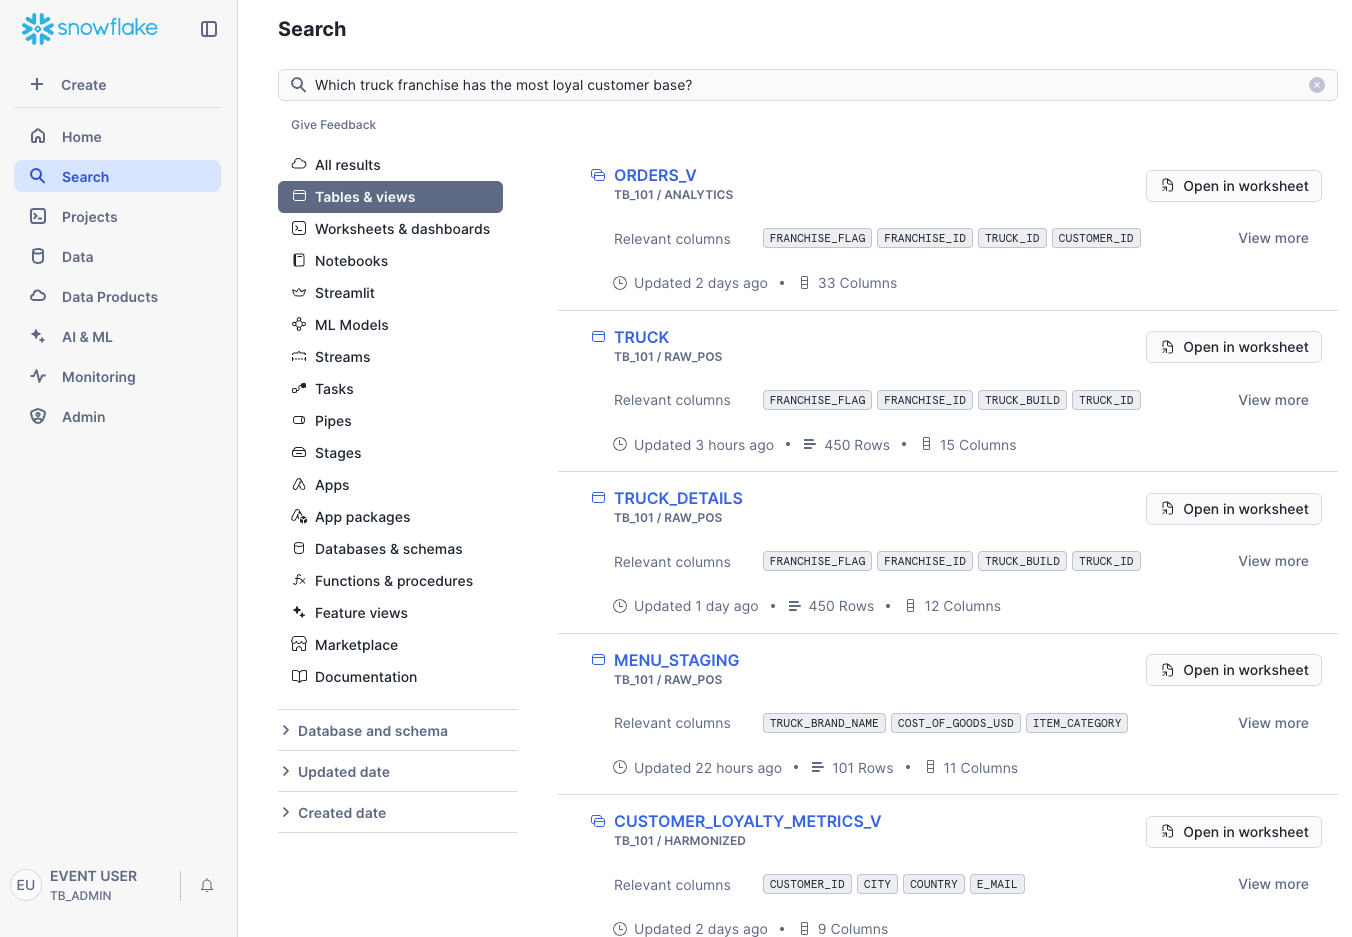 snowflake
Create
Home
Search
Projects
Data
Data Products
AI & ML
Monitoring
Admin
EU
EVENT USER
TB_ADMIN
Search
Which truck franchise has the most loyal customer base?
Give Feedback
All results
Tables & views
Worksheets & dashboards
Notebooks
Streamlit
ML Models
Streams
Tasks
Pipes
Stages
Apps
App packages
Databases & schemas
Functions & procedures
Feature views
Marketplace
Documentation
Database and schema
Updated date
Created date
ORDERS_V
TB_101 / ANALYTICS
Open in worksheet
Relevant columns FRANCHISE_FLAG FRANCHISE_ID TRUCK_ID CUSTOMER_ID View more
Updated 2 days ago • 33 Columns
TRUCK
TB_101 / RAW_POS
Open in worksheet
Relevant columns FRANCHISE_FLAG FRANCHISE_ID TRUCK_BUILD TRUCK_ID View more
Updated 3 hours ago • 450 Rows • 15 Columns
TRUCK_DETAILS
TB_101 / RAW_POS
Open in worksheet
Relevant columns FRANCHISE_FLAG FRANCHISE_ID TRUCK_BUILD TRUCK_ID View more
Updated 1 day ago • 450 Rows • 12 Columns
MENU_STAGING
TB_101 / RAW_POS
Open in worksheet
Relevant columns TRUCK_BRAND_NAME COST_OF_GOODS_USD ITEM_CATEGORY View more
Updated 22 hours ago • 101 Rows • 11 Columns
CUSTOMER_LOYALTY_METRICS_V
TB_101 / HARMONIZED
Open in worksheet
Relevant columns CUSTOMER_ID CITY COUNTRY E_MAIL View more
Updated 2 days ago • 9 Columns